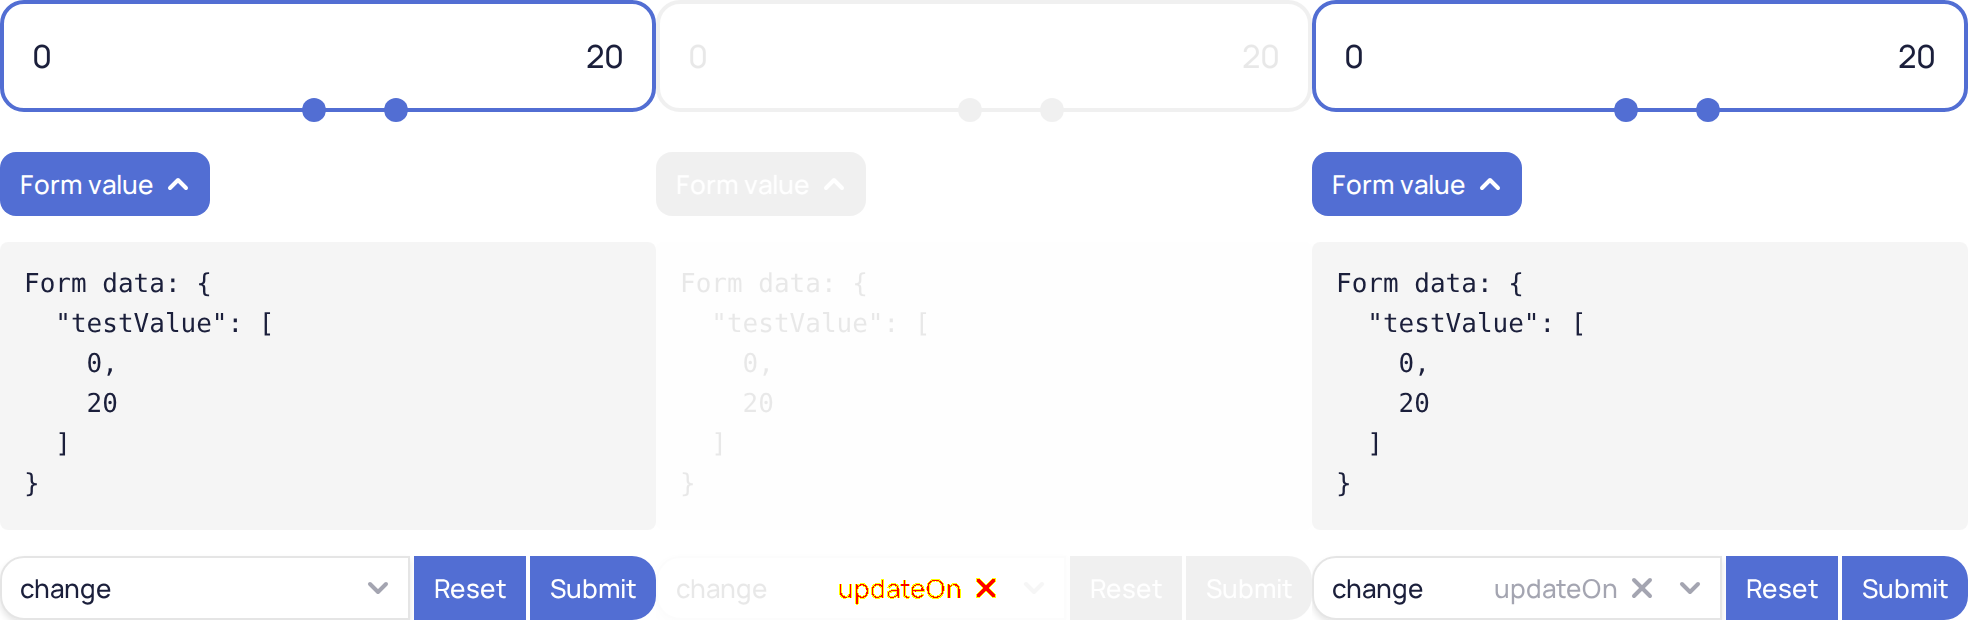 0 20
Form value
Form data: {
"testValue": [
0,
20
]
}
change Reset Submit
0 20
Form value
Form data: {
"testValue": [
0,
20
]
}
change updateOn Reset Submit
0 20
Form value
Form data: {
"testValue": [
0,
20
]
}
change updateOn Reset Submit